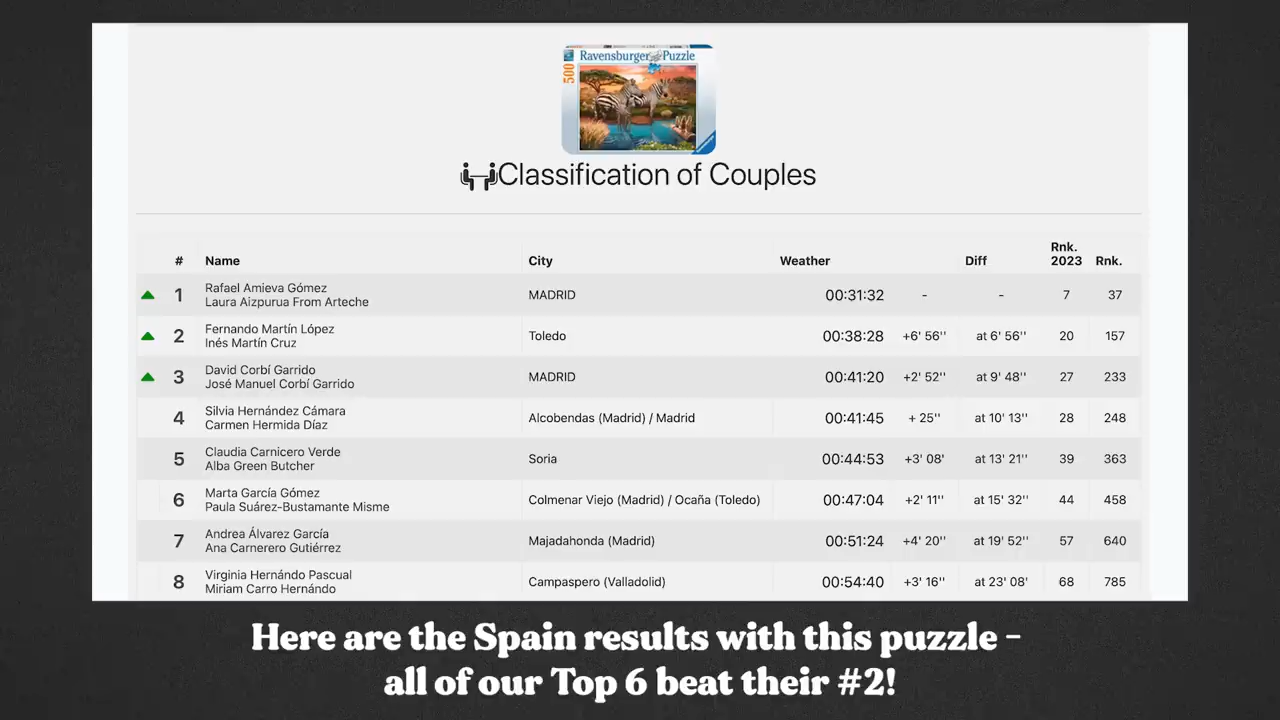 Ravensburger Puzzle
500
Classification of Couples
# Name City Weather Diff Rnk. 2023 Rnk.
1 Rafael Amieva Gómez MADRID 00:31:32 - - 7 37
Laura Aizpurua From Arteche
2 Fernando Martín López Toledo 00:38:28 +6' 56'' at 6' 56'' 20 157
Inés Martín Cruz
3 David Corbí Garrido MADRID 00:41:20 +2' 52'' at 9' 48'' 27 233
José Manuel Corbí Garrido
4 Silvia Hernández Cámara Alcobendas (Madrid) / Madrid 00:41:45 + 25'' at 10' 13'' 28 248
Carmen Hermida Díaz
5 Claudia Carnicero Verde Soria 00:44:53 +3' 08' at 13' 21'' 39 363
Alba Green Butcher
6 Marta García Gómez Colmenar Viejo (Madrid) / Ocaña (Toledo) 00:47:04 +2' 11'' at 15' 32'' 44 458
Paula Suárez-Bustamante Misme
7 Andrea Álvarez García Majadahonda (Madrid) 00:51:24 +4' 20'' at 19' 52'' 57 640
Ana Carnerero Gutiérrez
8 Virginia Hernándo Pascual Campaspero (Valladolid) 00:54:40 +3' 16'' at 23' 08' 68 785
Miriam Carro Hernándo
Here are the Spain results with this puzzle –
all of our Top 6 beat their #2!